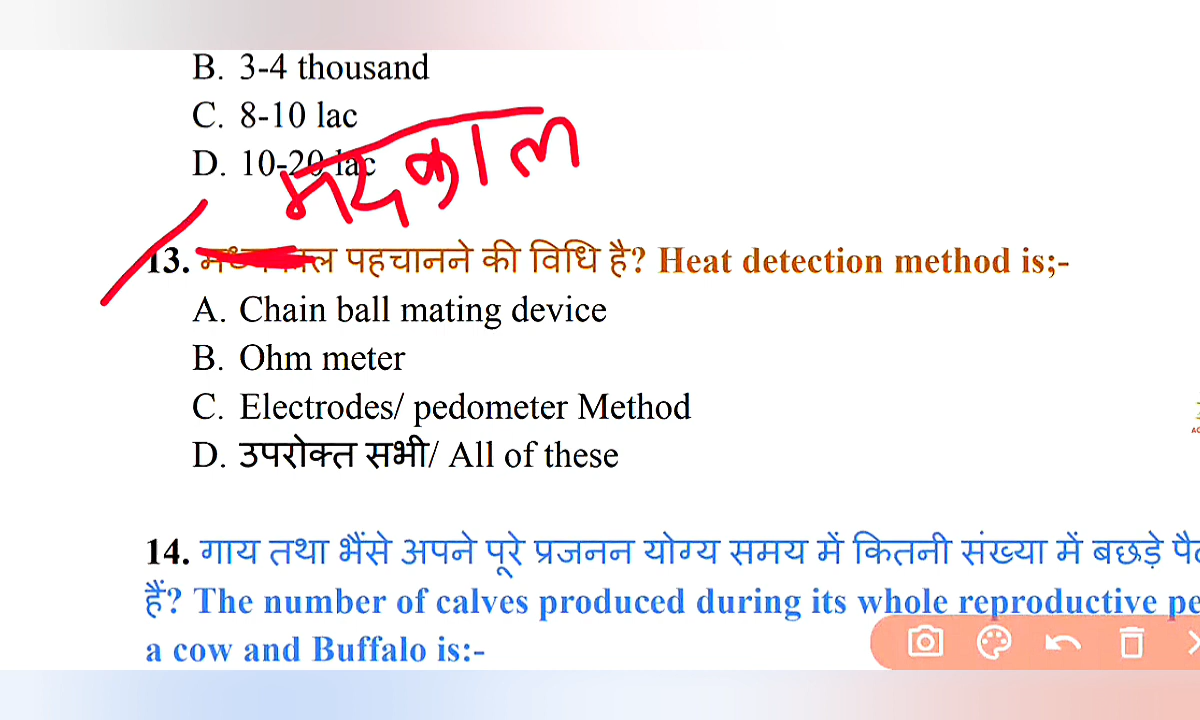 B. 3-4 thousand
C. 8-10 lac
D. 10-20 lac
मदकाल
13. पहचानने की विधि है? Heat detection method is;-
A. Chain ball mating device
B. Ohm meter
C. Electrodes/ pedometer Method
D. उपरोक्त सभी/ All of these
14. गाय तथा भैंसे अपने पूरे प्रजनन योग्य समय में कितनी संख्या में बछड़े
हैं? The number of calves produced during its whole reproductive
a cow and Buffalo is:-